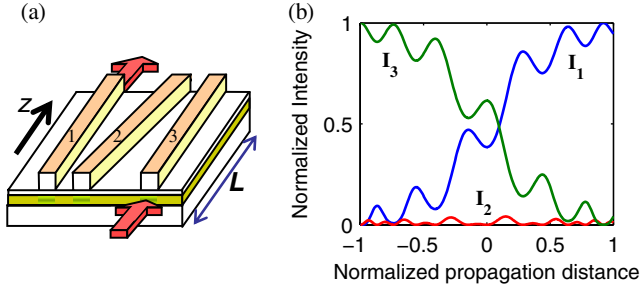 (a)
z
1
2
3
L
(b)
Normalized Intensity
1
0.5
0
I3
I1
I2
-1
-0.5
0
0.5
1
Normalized propagation distance